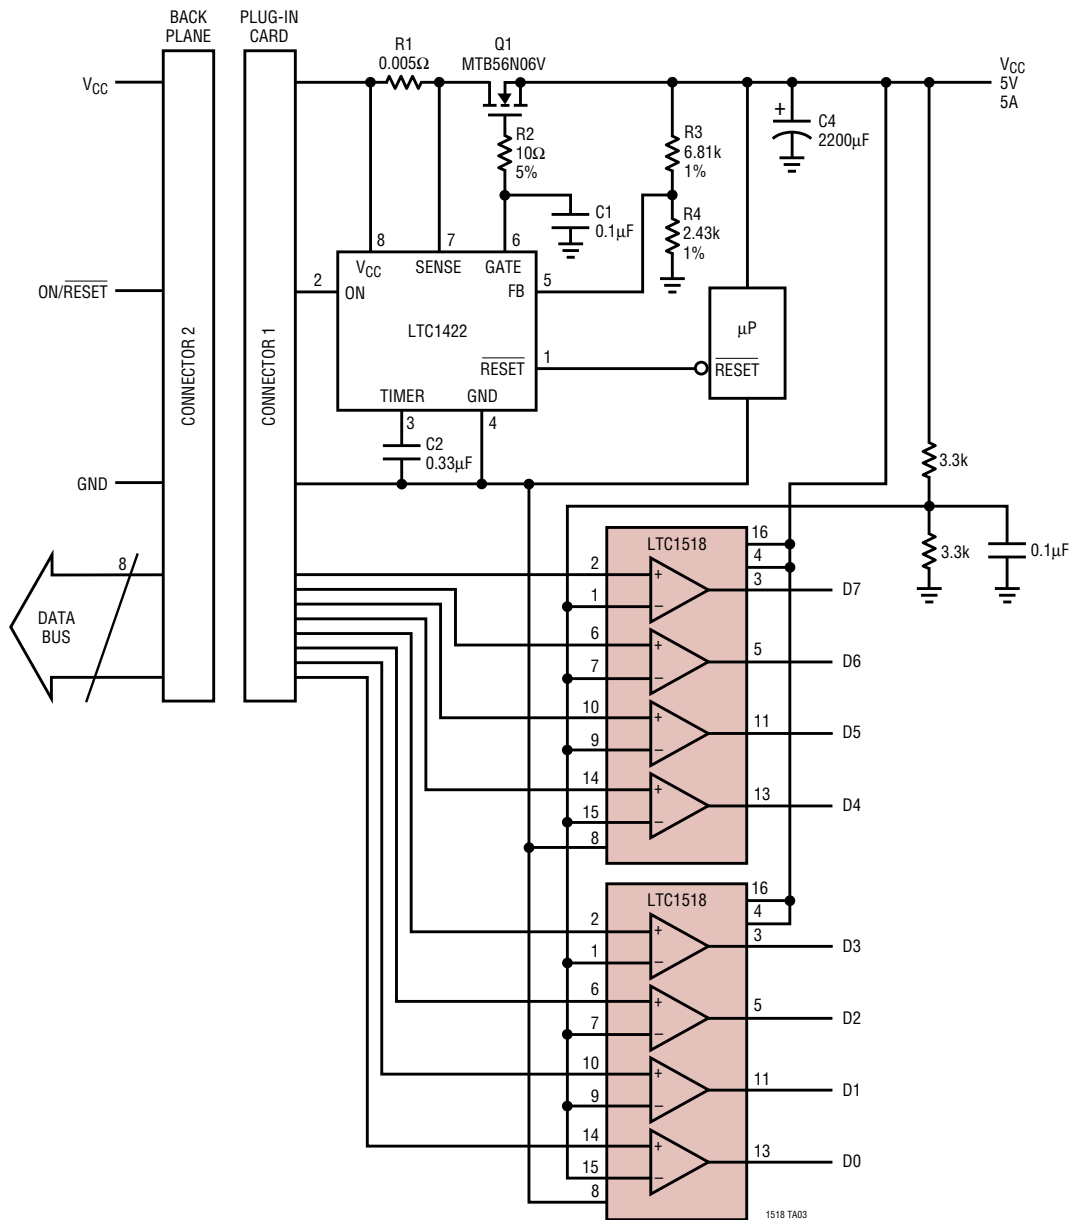 BACK
PLANE
PLUG-IN
CARD
R1
0.005Ω
Q1
MTB56N06V
VCC
VCC
5V
5A
+
C4
2200µF
R2
10Ω
5%
R3
6.81k
1%
C1
0.1µF
R4
2.43k
1%
8
7
6
VCC
SENSE
GATE
ON/RESET
2
ON
FB
5
LTC1422
µP
CONNECTOR 2
CONNECTOR 1
RESET
1
RESET
TIMER
GND
3
4
C2
0.33µF
GND
3.3k
3.3k
0.1µF
8
DATA
BUS
LTC1518
16
4
2
+
3
D7
1
–
6
+
5
D6
7
–
10
+
11
D5
9
–
14
+
13
D4
15
–
8
LTC1518
16
4
2
+
3
D3
1
–
6
+
5
D2
7
–
10
+
11
D1
9
–
14
+
13
D0
15
–
8
1518 TA03